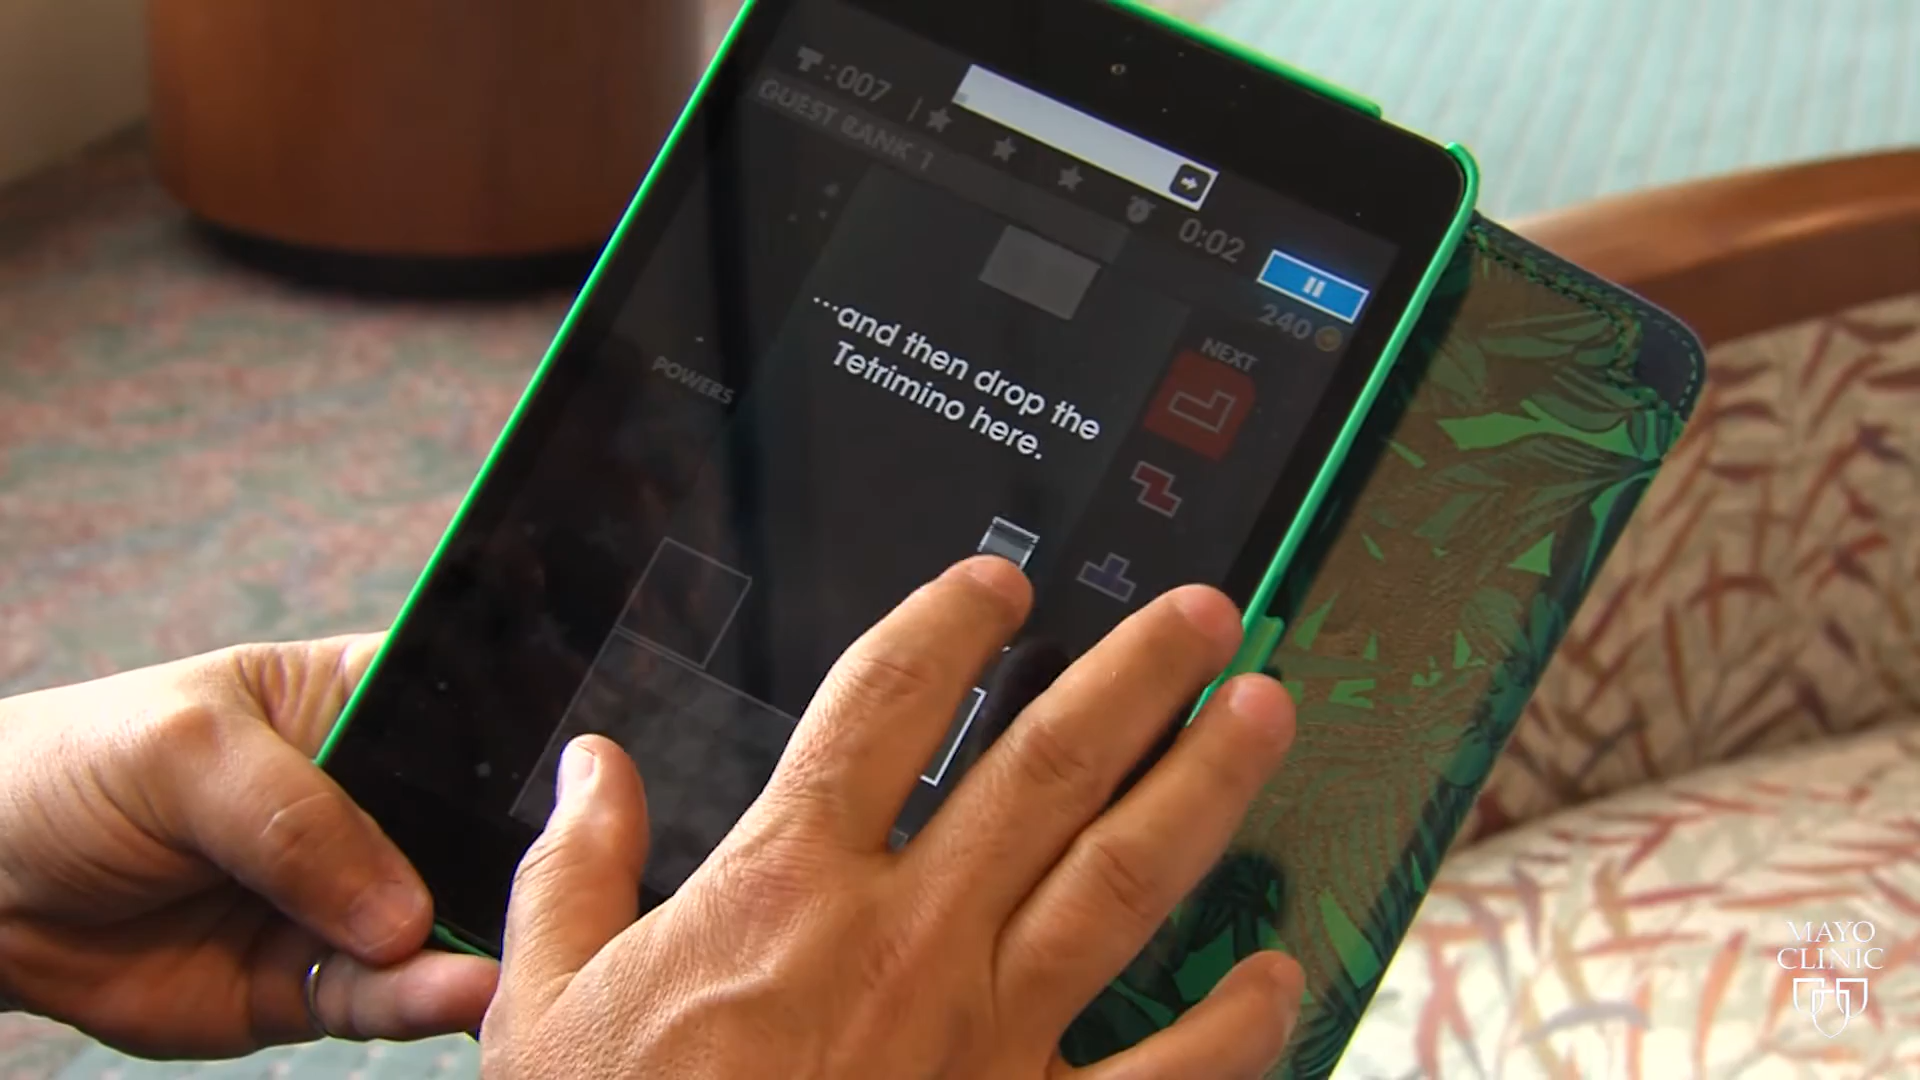 :007
GUEST RANK 1
0:02
240
NEXT
...and then drop the
Tetrimino here.
POWERS
MAYO
CLINIC